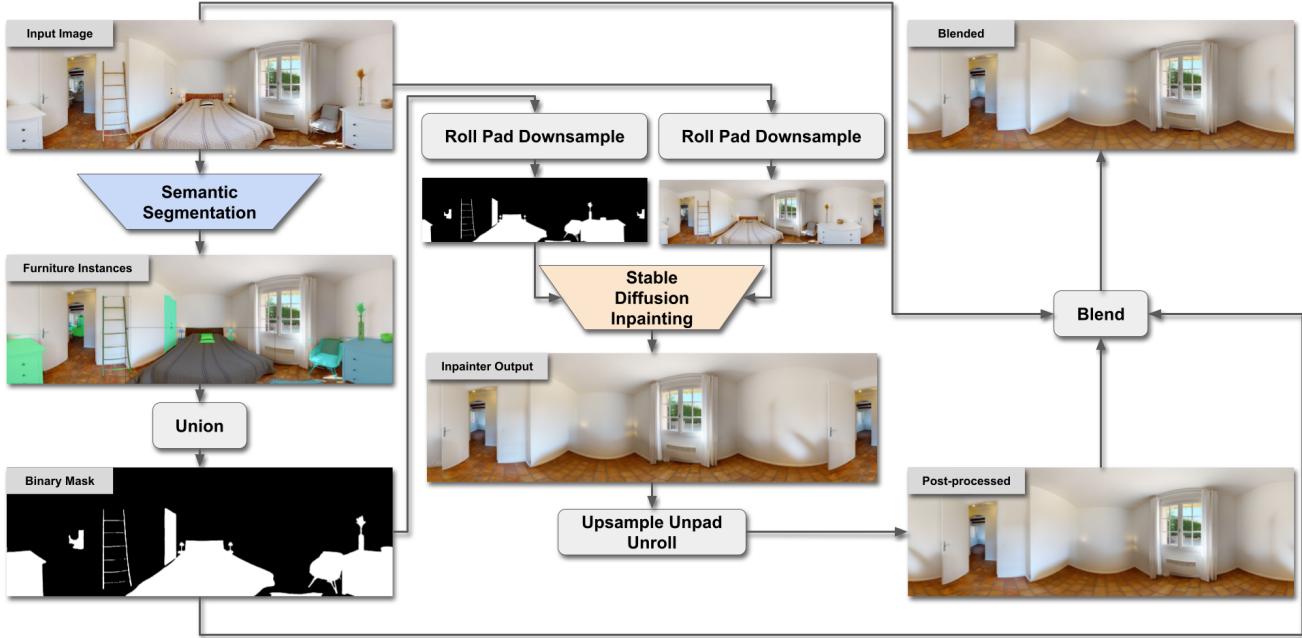 Input Image
Semantic
Segmentation
Furniture Instances
Union
Binary Mask
Roll Pad Downsample
Roll Pad Downsample
Stable
Diffusion
Inpainting
Inpainter Output
Upsample Unpad
Unroll
Blended
Blend
Post-processed